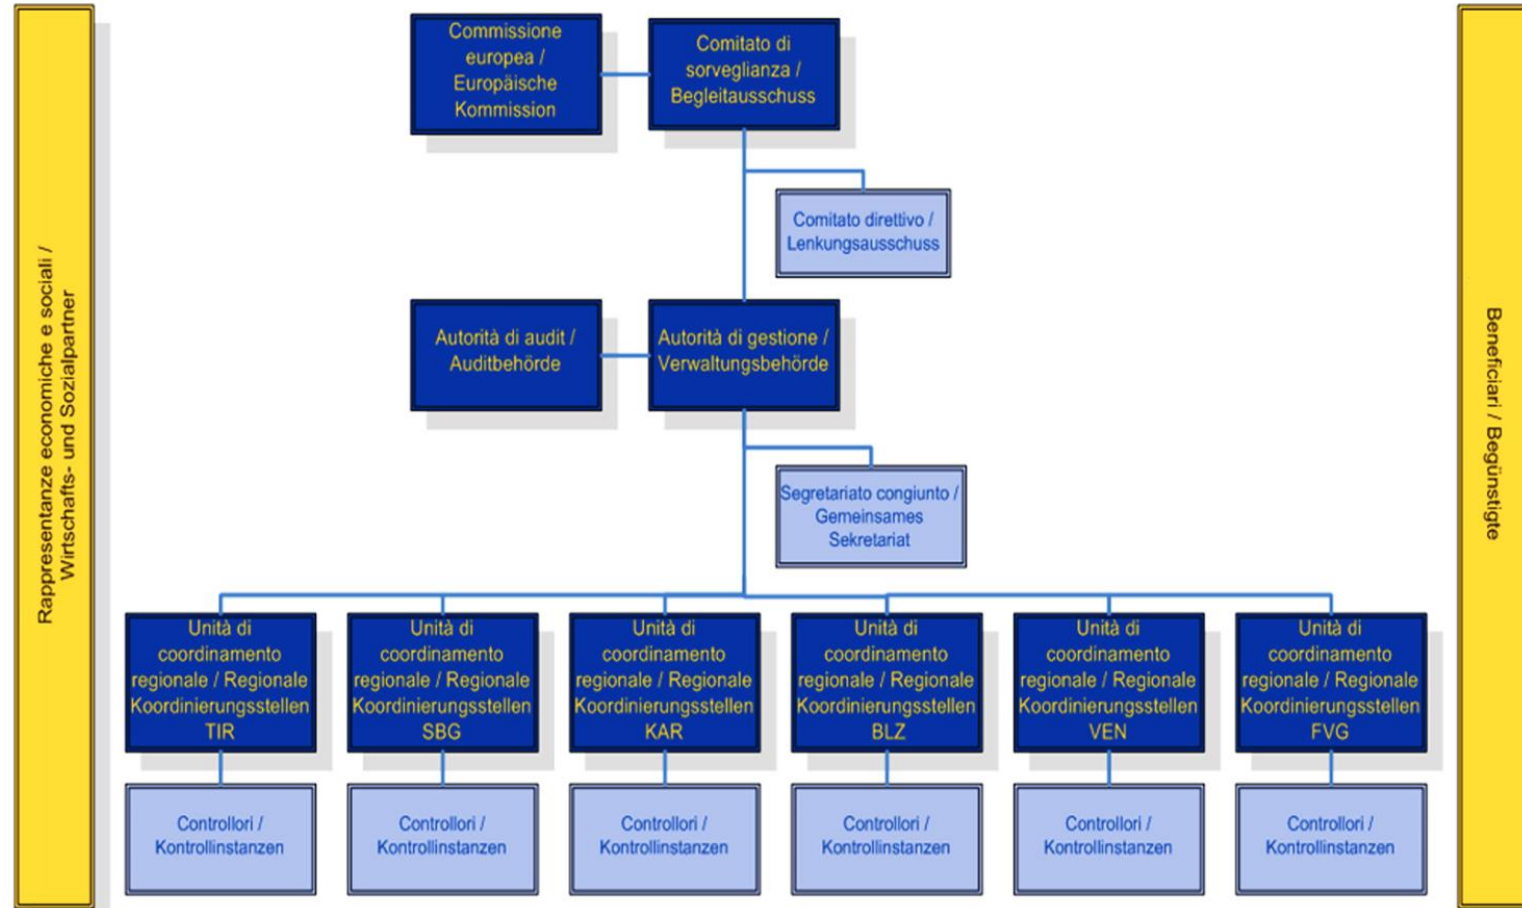 Rappresentanze economiche e sociali /
Wirtschafts- und Sozialpartner
Commissione
europea /
Europäische
Kommission
Comitato di
sorveglianza /
Begleitausschuss
Comitato direttivo /
Lenkungsausschuss
Autorità di audit /
Auditbehörde
Autorità di gestione /
Verwaltungsbehörde
Segretariato congiunto /
Gemeinsames
Sekretariat
Unità di
coordinamento
regionale / Regionale
Koordinierungsstellen
TIR
Unità di
coordinamento
regionale / Regionale
Koordinierungsstellen
SBG
Unità di
coordinamento
regionale / Regionale
Koordinierungsstellen
KAR
Unità di
coordinamento
regionale / Regionale
Koordinierungsstellen
BLZ
Unità di
coordinamento
regionale / Regionale
Koordinierungsstellen
VEN
Unità di
coordinamento
regionale / Regionale
Koordinierungsstellen
FVG
Controllori /
Kontrollinstanzen
Controllori /
Kontrollinstanzen
Controllori /
Kontrollinstanzen
Controllori /
Kontrollinstanzen
Controllori /
Kontrollinstanzen
Controllori /
Kontrollinstanzen
Beneficiari / Begünstigte